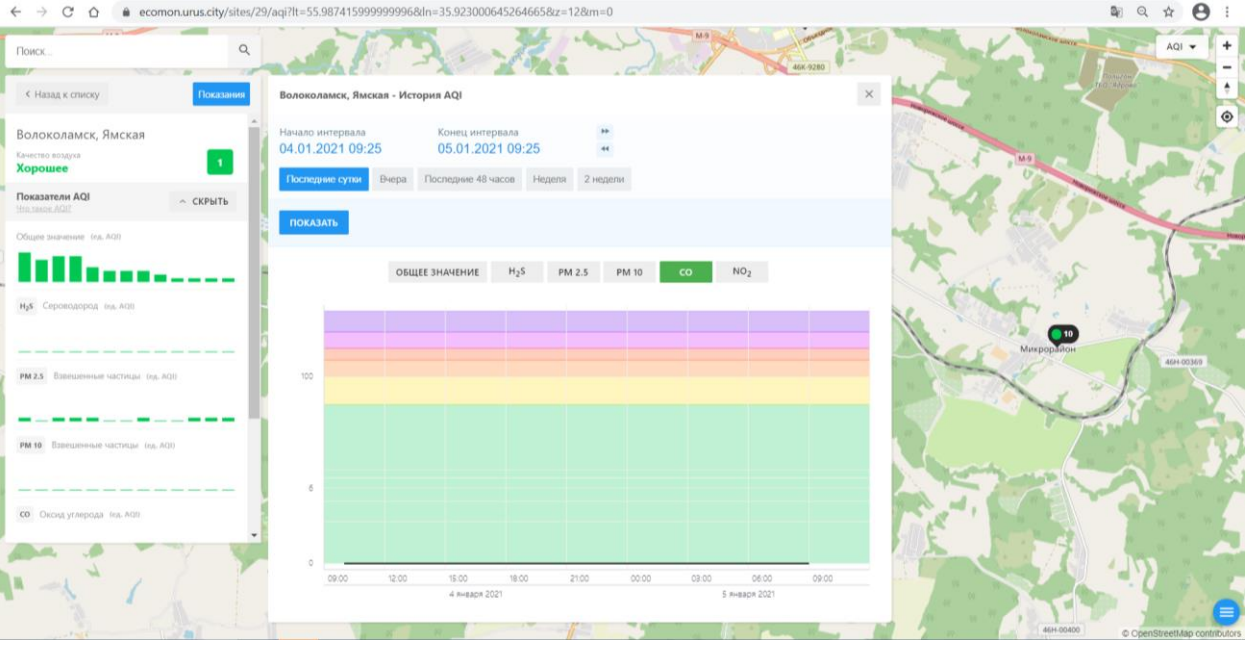 ecomon.urus.city/sites/29/aqi?lt=55.987415999999996&ln=35.92300064526466​5&z=12&m=0
Поиск...
AQI
М-9
46К-9280
Назад к списку
Показания
Волоколамск, Ямская
Качество воздуха
Хорошее
1
Показатели AQI
Что такое AQI?
СКРЫТЬ
Общее значение (ед. AQI)
H₂S Сероводород (ед. AQI)
PM 2.5 Взвешенные частицы (ед. AQI)
PM 10 Взвешенные частицы (ед. AQI)
CO Оксид углерода (ед. AQI)
Волоколамск, Ямская - История AQI
Начало интервала
Конец интервала
04.01.2021 09:25
05.01.2021 09:25
Последние сутки
Вчера
Последние 48 часов
Неделя
2 недели
ПОКАЗАТЬ
ОБЩЕЕ ЗНАЧЕНИЕ
H₂S
PM 2.5
PM 10
CO
NO₂
100
6
0
09:00 12:00 15:00 18:00 21:00 00:00 03:00 06:00 09:00
4 января 2021
5 января 2021
М-9
10
Микрорайон
46Н-00369
46Н-00400
© OpenStreetMap contributors